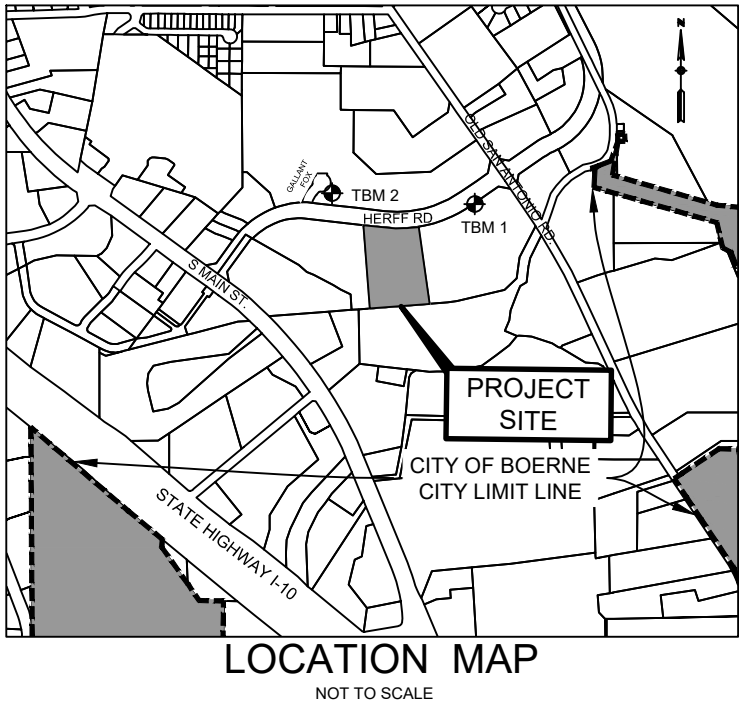 N
OLD SAN ANTONIO RD.
GALLANT
FOX
TBM 2
HERFF RD
TBM 1
S MAIN ST.
PROJECT
SITE
CITY OF BOERNE
CITY LIMIT LINE
STATE HIGHWAY I-10
LOCATION MAP
NOT TO SCALE